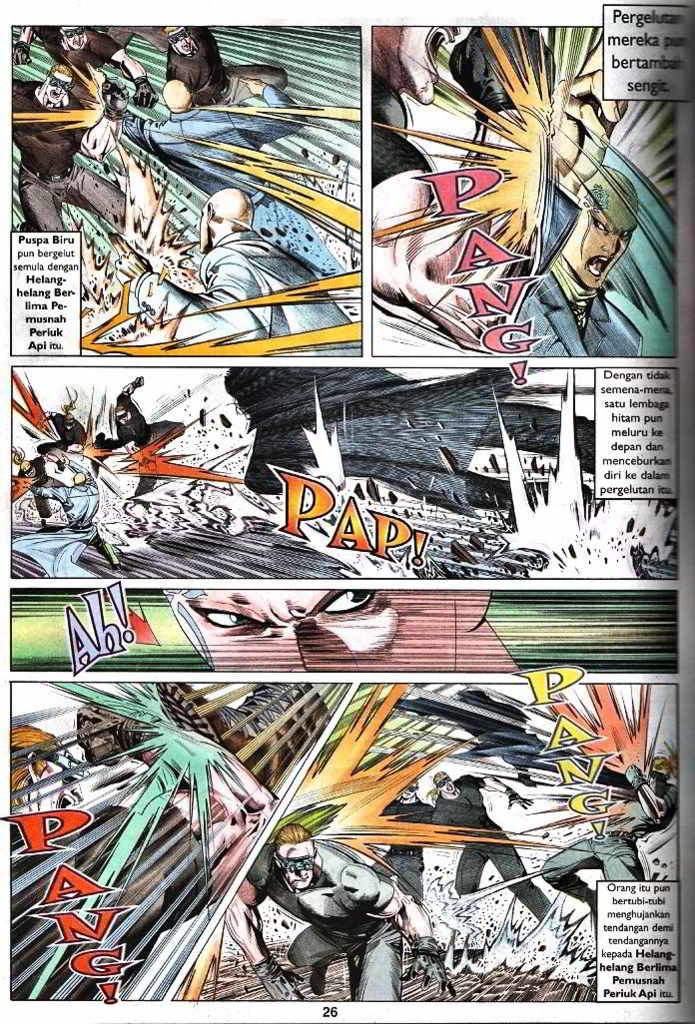 Pergelutan
mereka pun
bertambah
sengit.
Puspa Biru
pun bergelut
semula dengan
Helang-
helang Ber-
lima Pe-
musnah
Periuk
Api itu.
PANG!
Dengan tidak
semena-mena,
satu lembaga
hitam pun
meluru ke
depan dan
menceburkan
diri ke dalam
pergelutan itu.
PAP!
Ah!
PANG!
PANG!
Orang itu pun
bertubi-tubi
menghujankan
tendangan demi
tendangannya
kepada Helang-
helang Berlima
Pemusnah
Periuk Api itu.
26